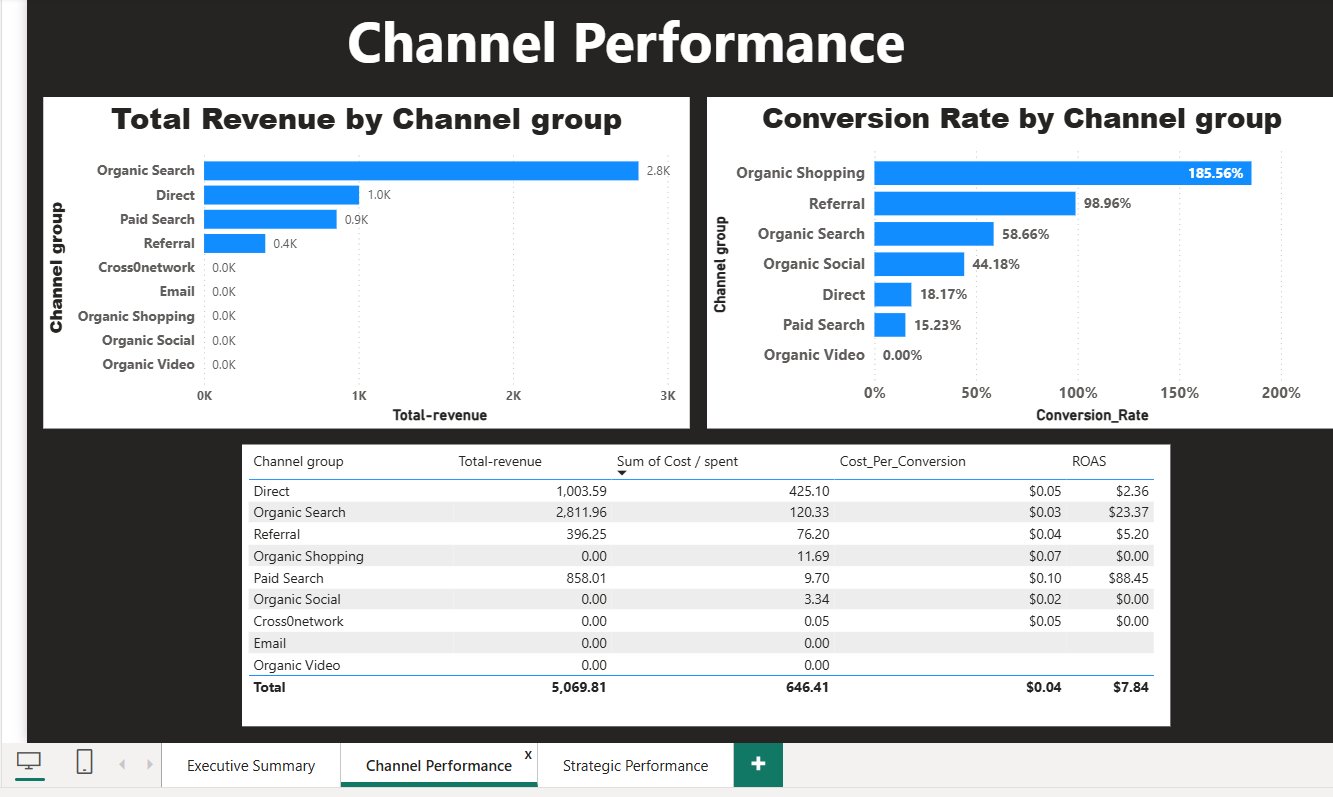 Channel Performance
Total Revenue by Channel group
Channel group
Organic Search 2.8K
Direct 1.0K
Paid Search 0.9K
Referral 0.4K
Cross0network 0.0K
Email 0.0K
Organic Shopping 0.0K
Organic Social 0.0K
Organic Video 0.0K
0K 1K 2K 3K
Total-revenue
Conversion Rate by Channel group
Channel group
Organic Shopping 185.56%
Referral 98.96%
Organic Search 58.66%
Organic Social 44.18%
Direct 18.17%
Paid Search 15.23%
Organic Video 0.00%
0% 50% 100% 150% 200%
Conversion_Rate
Channel group Total-revenue Sum of Cost / spent Cost_Per_Conversion ROAS
Direct 1,003.59 425.10 $0.05 $2.36
Organic Search 2,811.96 120.33 $0.03 $23.37
Referral 396.25 76.20 $0.04 $5.20
Organic Shopping 0.00 11.69 $0.07 $0.00
Paid Search 858.01 9.70 $0.10 $88.45
Organic Social 0.00 3.34 $0.02 $0.00
Cross0network 0.00 0.05 $0.05 $0.00
Email 0.00 0.00
Organic Video 0.00 0.00
Total 5,069.81 646.41 $0.04 $7.84
Executive Summary Channel Performance x Strategic Performance +